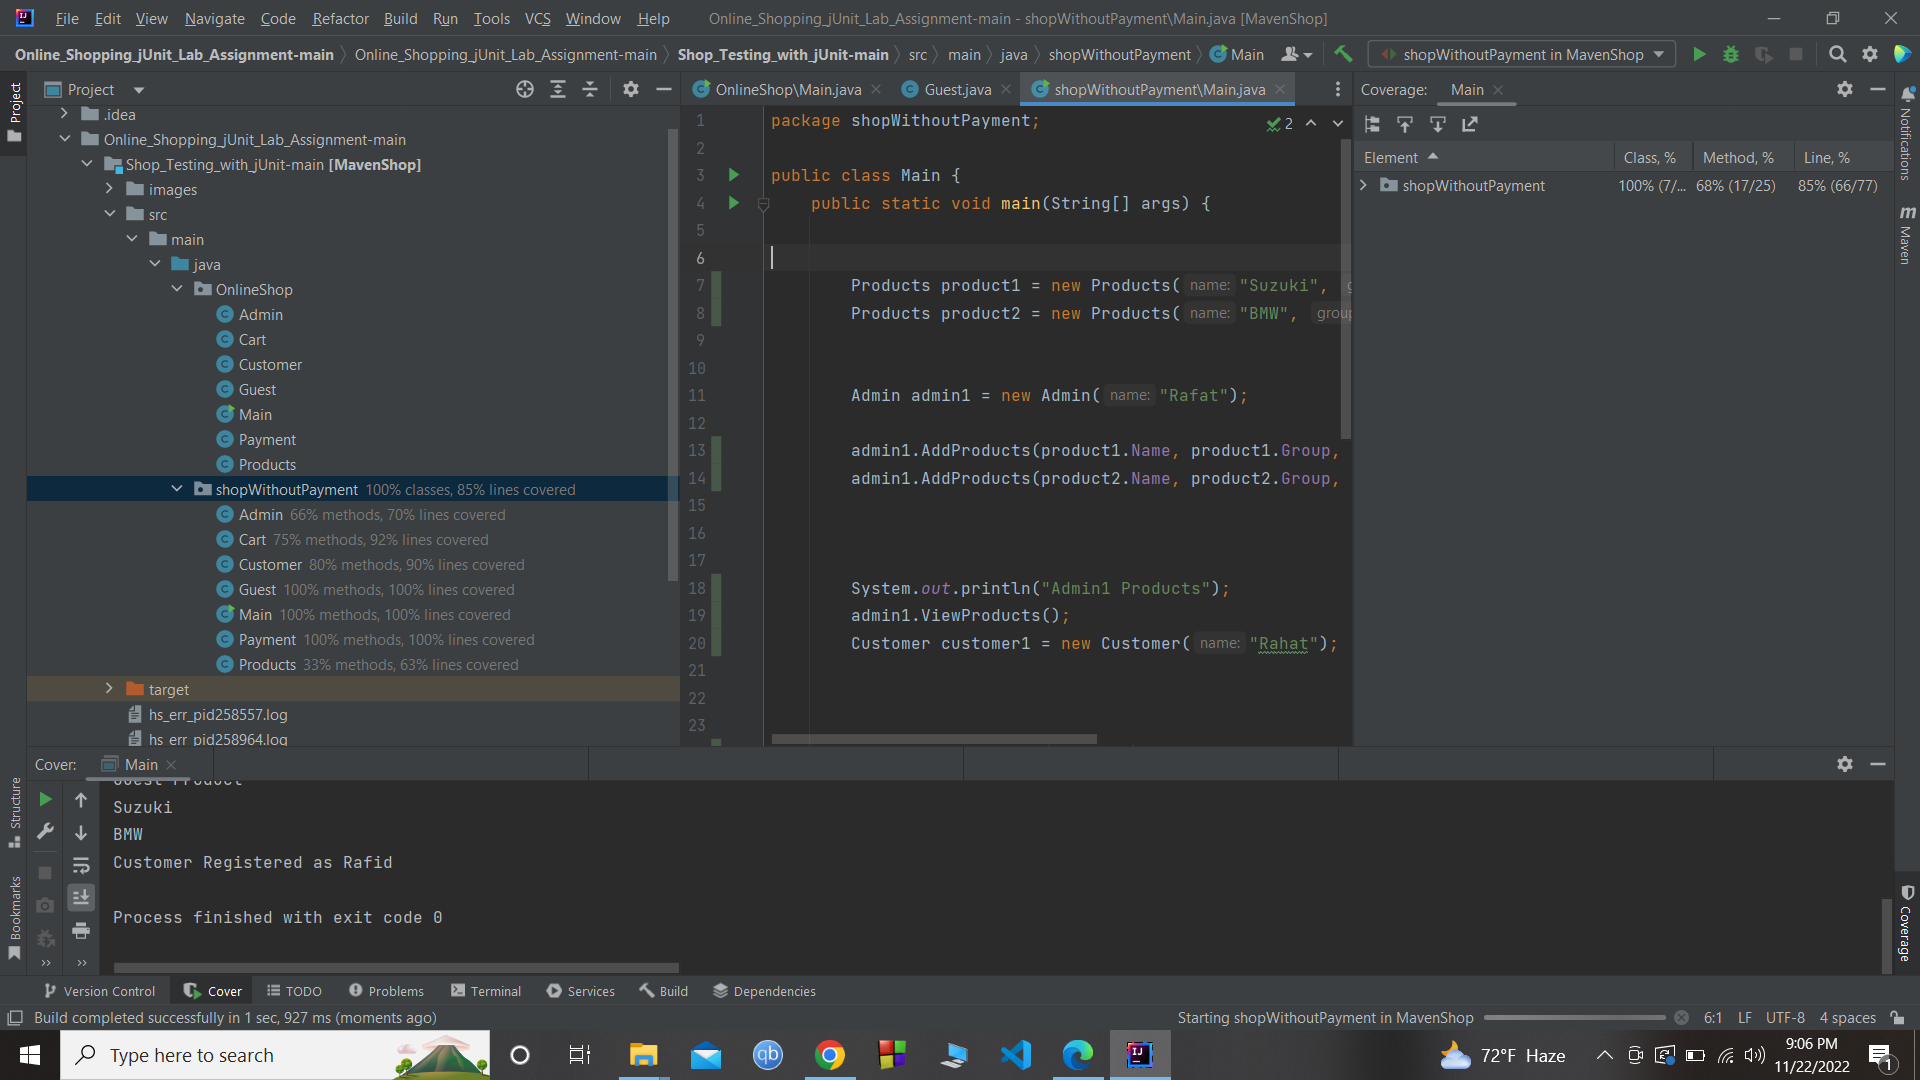 File Edit View Navigate Code Refactor Build Run Tools VCS Window Help Online_Shopping_jUnit_Lab_Assignment-main - shopWithoutPayment\Main.java [MavenShop]
Online_Shopping_jUnit_Lab_Assignment-main Online_Shopping_jUnit_Lab_Assignment-main Shop_Testing_with_jUnit-main src main java shopWithoutPayment Main shopWithoutPayment in MavenShop
Project
Project
.idea
Online_Shopping_jUnit_Lab_Assignment-main
Shop_Testing_with_jUnit-main [MavenShop]
images
src
main
java
OnlineShop
Admin
Cart
Customer
Guest
Main
Payment
Products
shopWithoutPayment 100% classes, 85% lines covered
Admin 66% methods, 70% lines covered
Cart 75% methods, 92% lines covered
Customer 80% methods, 90% lines covered
Guest 100% methods, 100% lines covered
Main 100% methods, 100% lines covered
Payment 100% methods, 100% lines covered
Products 33% methods, 63% lines covered
target
hs_err_pid258557.log
hs_err_pid258964.log
OnlineShop\Main.java Guest.java shopWithoutPayment\Main.java
2
1 package shopWithoutPayment;
2
3 public class Main {
4 public static void main(String[] args) {
5
6
7 Products product1 = new Products( name: "Suzuki", g
8 Products product2 = new Products( name: "BMW", group
9
10
11 Admin admin1 = new Admin( name: "Rafat");
12
13 admin1.AddProducts(product1.Name, product1.Group,
14 admin1.AddProducts(product2.Name, product2.Group,
15
16
17
18 System.out.println("Admin1 Products");
19 admin1.ViewProducts();
20 Customer customer1 = new Customer( name: "Rahat");
21
22
23
Coverage: Main
Element Class, % Method, % Line, %
shopWithoutPayment 100% (7/... 68% (17/25) 85% (66/77)
Notifications
m Maven
Coverage
Structure
Bookmarks
Cover: Main
Guest Product
Suzuki
BMW
Customer Registered as Rafid
Process finished with exit code 0
Version Control Cover TODO Problems Terminal Services Build Dependencies
Build completed successfully in 1 sec, 927 ms (moments ago) Starting shopWithoutPayment in MavenShop 6:1 LF UTF-8 4 spaces
Type here to search
qb
IJ
72°F Haze
9:06 PM
11/22/2022
1